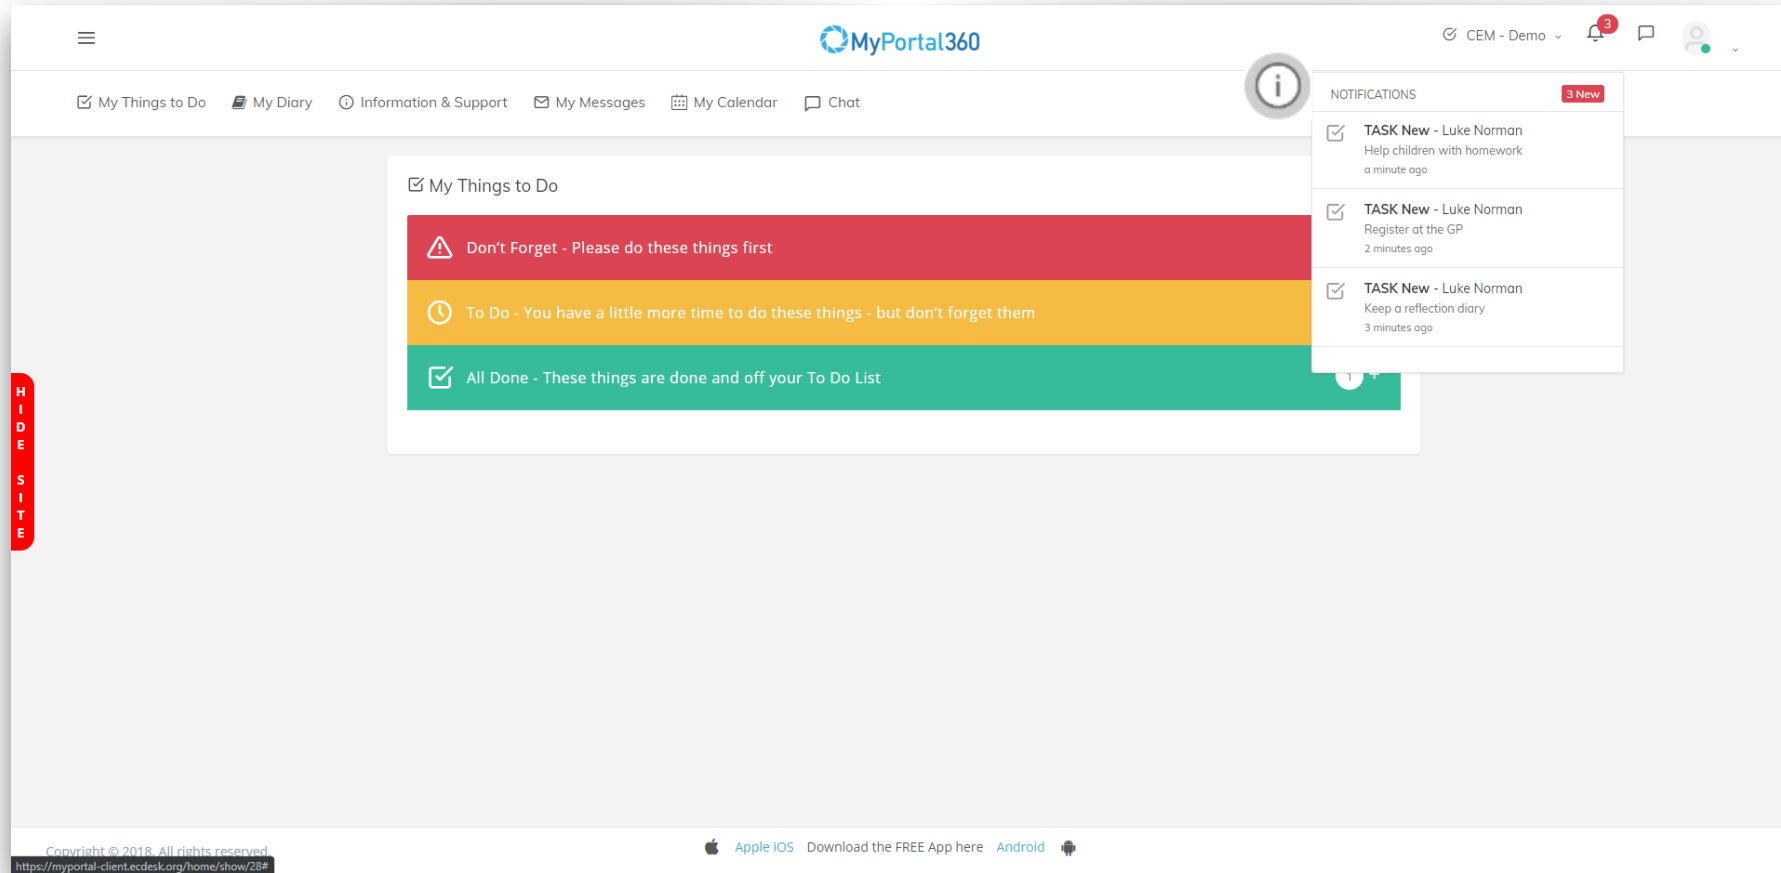 MyPortal360
CEM - Demo
3
My Things to Do
My Diary
Information & Support
My Messages
My Calendar
Chat
i
NOTIFICATIONS
3 New
TASK New - Luke Norman
Help children with homework
a minute ago
TASK New - Luke Norman
Register at the GP
2 minutes ago
TASK New - Luke Norman
Keep a reflection diary
3 minutes ago
My Things to Do
Don't Forget - Please do these things first
To Do - You have a little more time to do these things - but don't forget them
All Done - These things are done and off your To Do List
1 +
HIDE SITE
Copyright © 2018. All rights reserved.
Apple iOS Download the FREE App here Android
https://myportal-client.ecdesk.org/home/show/28#